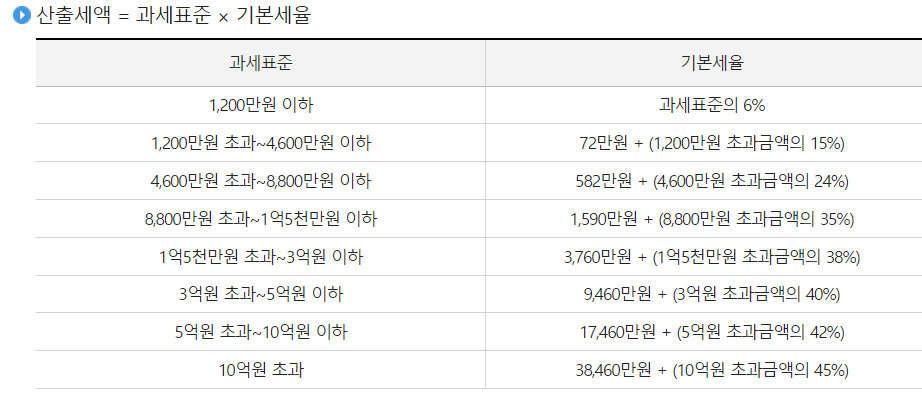 산출세액 = 과세표준 × 기본세율
과세표준 기본세율
1,200만원 이하 과세표준의 6%
1,200만원 초과~4,600만원 이하 72만원 + (1,200만원 초과금액의 15%)
4,600만원 초과~8,800만원 이하 582만원 + (4,600만원 초과금액의 24%)
8,800만원 초과~1억5천만원 이하 1,590만원 + (8,800만원 초과금액의 35%)
1억5천만원 초과~3억원 이하 3,760만원 + (1억5천만원 초과금액의 38%)
3억원 초과~5억원 이하 9,460만원 + (3억원 초과금액의 40%)
5억원 초과~10억원 이하 17,460만원 + (5억원 초과금액의 42%)
10억원 초과 38,460만원 + (10억원 초과금액의 45%)